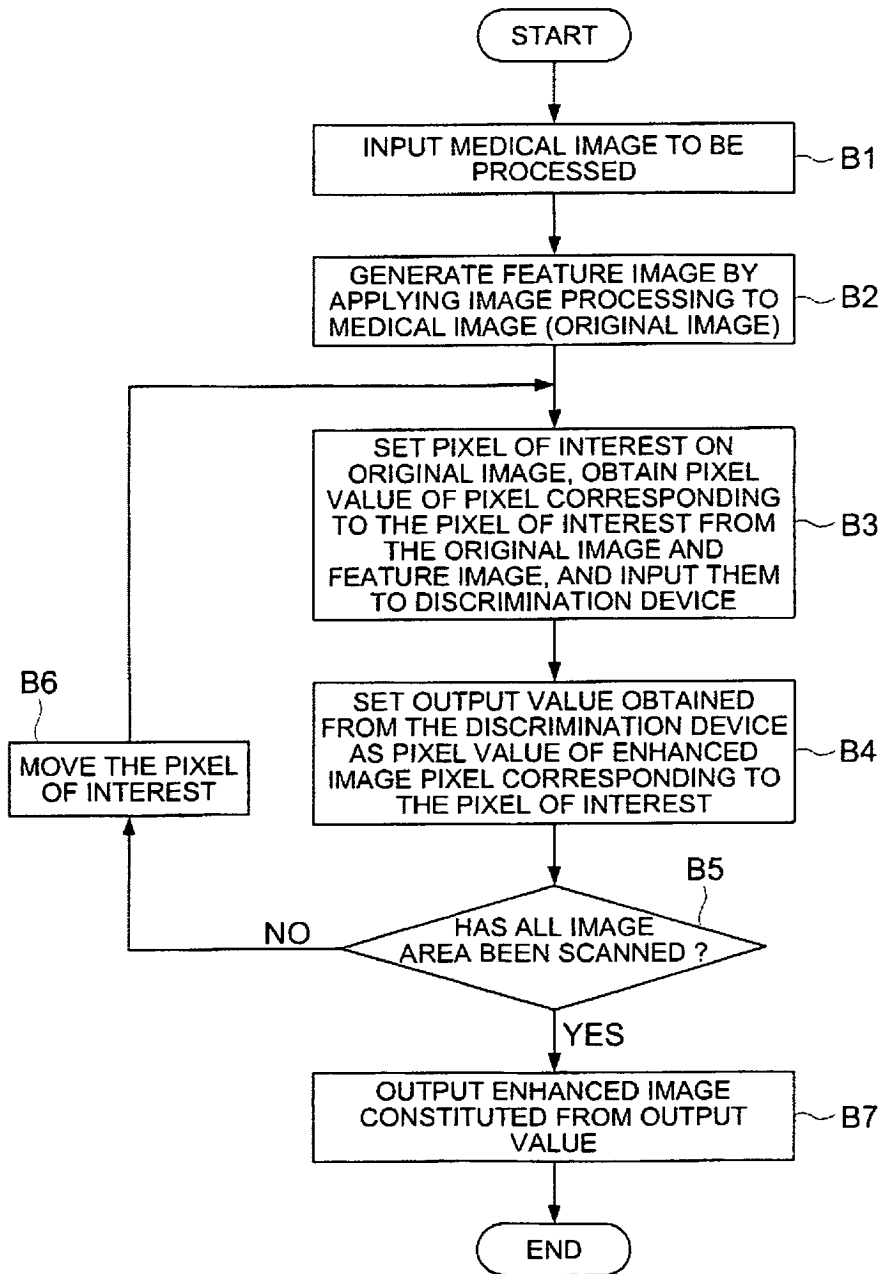 START
INPUT MEDICAL IMAGE TO BE
PROCESSED
B1
GENERATE FEATURE IMAGE BY
APPLYING IMAGE PROCESSING TO
MEDICAL IMAGE (ORIGINAL IMAGE)
B2
SET PIXEL OF INTEREST ON
ORIGINAL IMAGE, OBTAIN PIXEL
VALUE OF PIXEL CORRESPONDING
TO THE PIXEL OF INTEREST FROM
THE ORIGINAL IMAGE AND
FEATURE IMAGE, AND INPUT THEM
TO DISCRIMINATION DEVICE
B3
B6
MOVE THE PIXEL
OF INTEREST
SET OUTPUT VALUE OBTAINED
FROM THE DISCRIMINATION DEVICE
AS PIXEL VALUE OF ENHANCED
IMAGE PIXEL CORRESPONDING TO
THE PIXEL OF INTEREST
B4
B5
HAS ALL IMAGE
AREA BEEN SCANNED ?
NO
YES
OUTPUT ENHANCED IMAGE
CONSTITUTED FROM OUTPUT
VALUE
B7
END